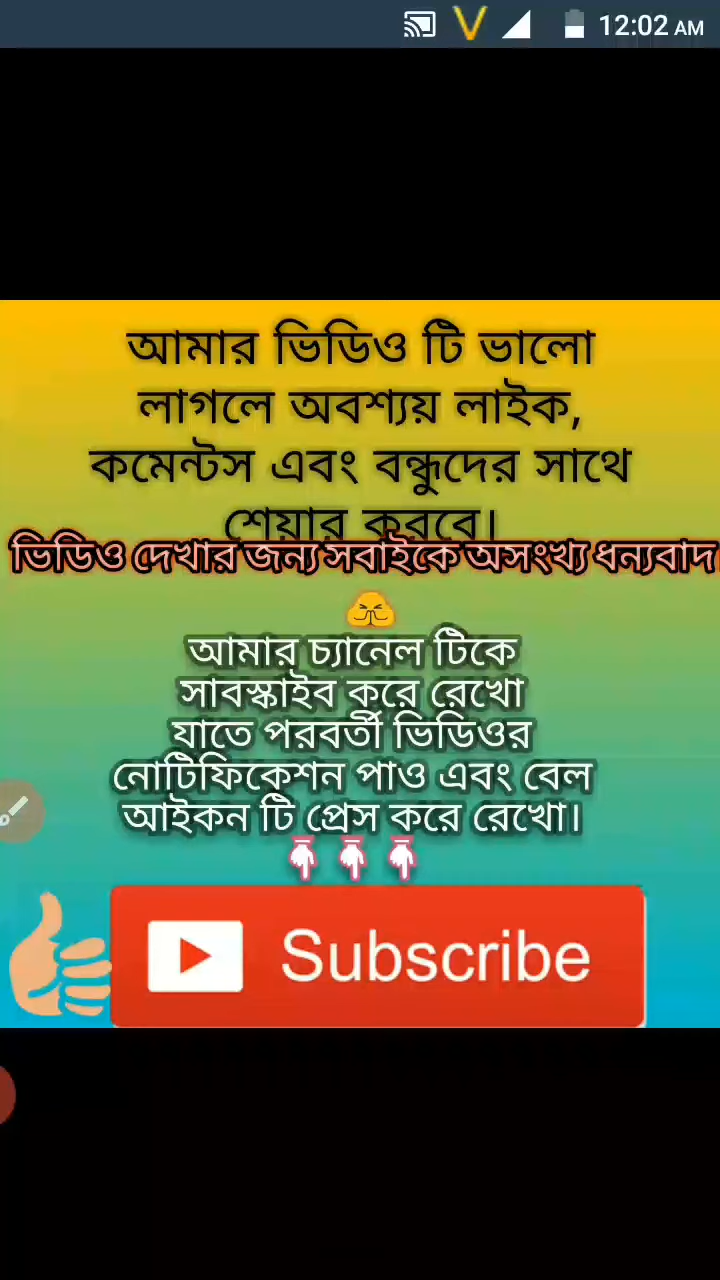 12:02 AM
আমার ভিডিও টি ভালো
লাগলে অবশ্যয় লাইক,
কমেন্টস এবং বন্ধুদের সাথে
শেয়ার করবে।
ভিডিও দেখার জন্য সবাইকে অসংখ্য ধন্যবাদ
আমার চ্যানেল টিকে
সাবস্কাইব করে রেখো
যাতে পরবর্তী ভিডিওর
নোটিফিকেশন পাও এবং বেল
আইকন টি প্রেস করে রেখো।
Subscribe